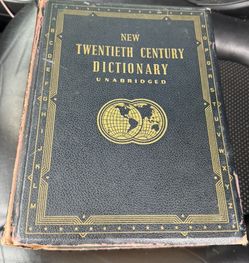 NEW
TWENTIETH CENTURY
DICTIONARY
UNABRIDGED